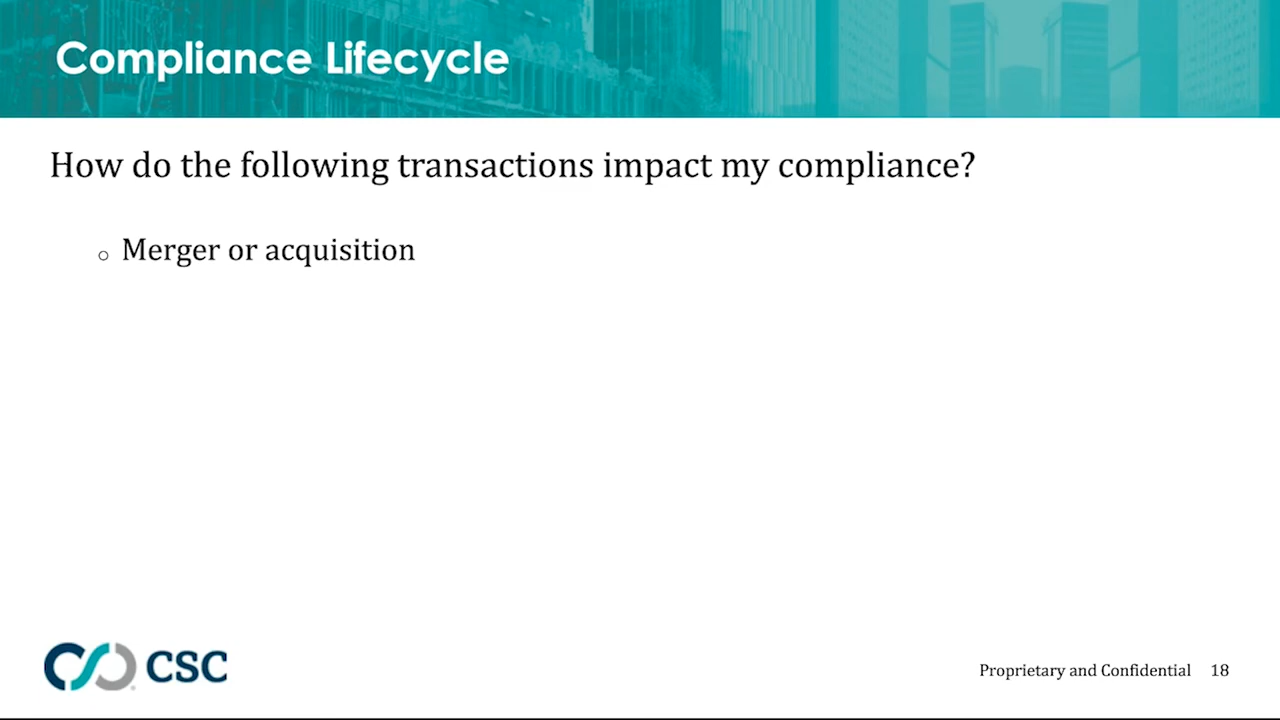 Compliance Lifecycle
How do the following transactions impact my compliance?
○ Merger or acquisition
CSC
Proprietary and Confidential 18